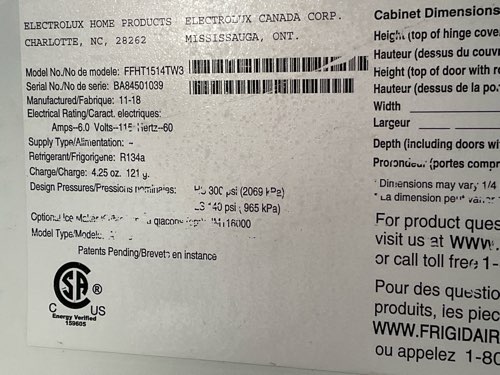 ELECTROLUX HOME PRODUCTS ELECTROLUX CANADA CORP.
CHARLOTTE, NC, 28262 MISSISSAUGA, ONT.
Model No./No de modele: FFHT1514TW3
Serial No./No de série: BA84501039
Manufactured/Fabrique: 11-18
Electrical Rating/Caract. electriques:
Amps–6.0 Volts–115 Hertz–60
Supply Type/Alimentation: ~
Refrigerant/Frigorigene: R134a
Charge/Charge: 4.25 oz. 121 g.
Design Pressures/Pressions nominales: 300 psi (2069 kPa)
140 psi ( 965 kPa)
Optional Ice glacons
Model Type/Modele:
Patents Pending/Brevets en instance
CSA ®
C US
Energy Verified
159605
Cabinet Dimensions
Height (top of hinge cove
Hauteur (dessus du couv
Height (top of door with
Hauteur (dessus de la po
Width
Largeur
Depth (including doors wi
Profondeur (portes compr
Dimensions may vary 1/4
La dimension peut varier
For product ques
visit us at www.
or call toll free 1-
Pour des questio
produits, les piec
WWW.FRIGIDAIR
ou appelez 1-80